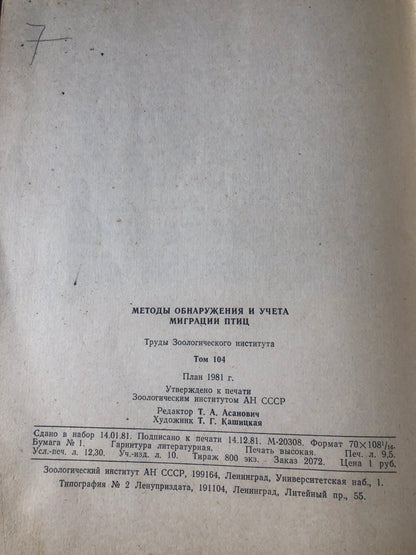 7
МЕТОДЫ ОБНАРУЖЕНИЯ И УЧЕТА
МИГРАЦИИ ПТИЦ
Труды Зоологического института
Том 104
План 1981 г.
Утверждено к печати
Зоологическим институтом АН СССР
Редактор Т. А. Асанович
Художник Т. Г. Кашицкая
Сдано в набор 14.01.81. Подписано к печати 14.12.81. М-20308. Формат 70×108¹/₁₆.
Бумага № 1. Гарнитура литературная. Печать высокая. Печ. л. 9,5.
Усл.-печ. л. 12,30. Уч.-изд. л. 10. Тираж 800 экз. Заказ 2072. Цена 1 руб.
Зоологический институт АН СССР, 199164, Ленинград, Университетская наб., 1.
Типография № 2 Ленуприздата, 191104, Ленинград, Литейный пр., 55.